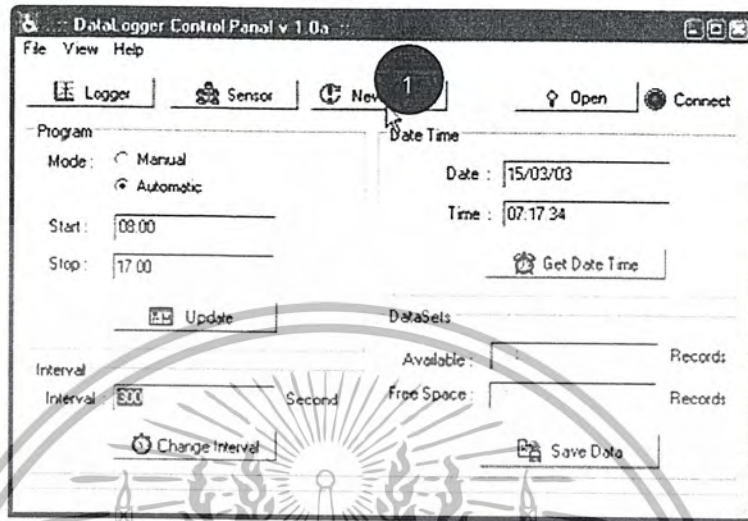 .:: DataLogger Control Panal v 1.0a ::.
File View Help
Logger Sensor New 1 Open Connect
Program
Mode : Manual
Automatic
Start : 08:00
Stop : 17:00
Update
Interval
Interval : 300 Second
Change Interval
Date Time
Date : 15/03/03
Time : 07:17:34
Get Date Time
DataSets
Available : Records
Free Space : Records
Save Data